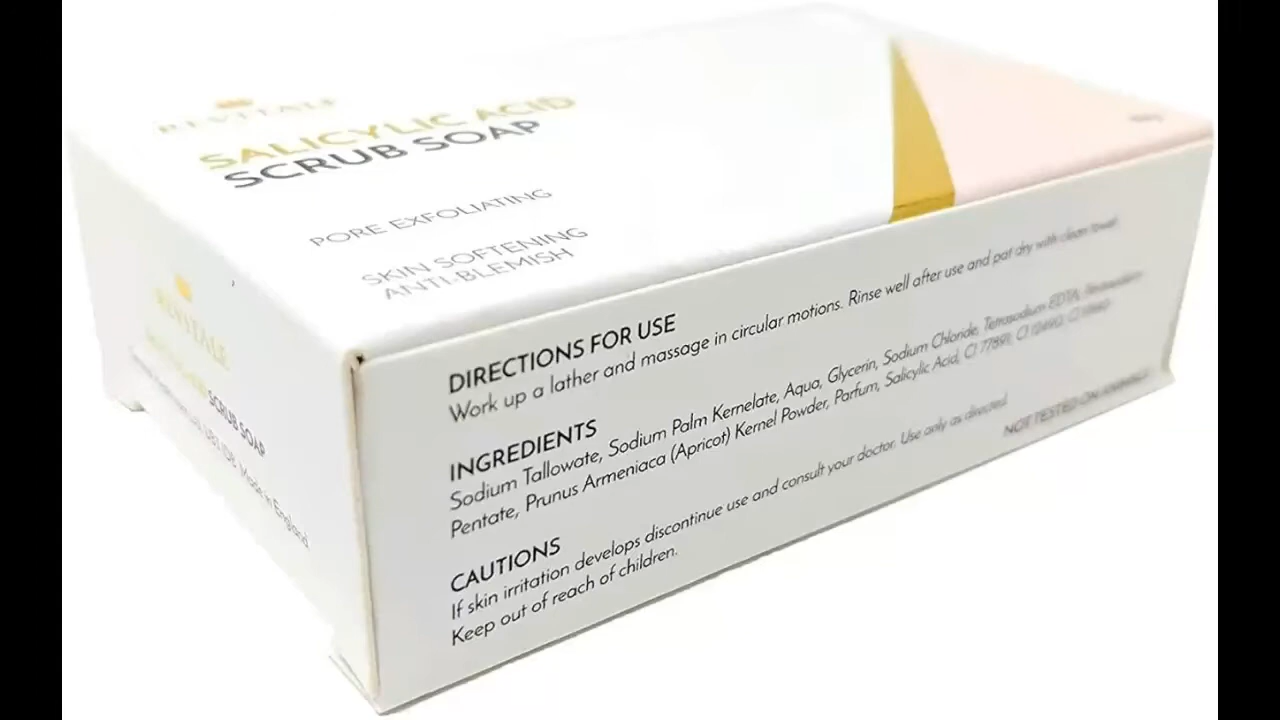 REVITALE
SALICYLIC ACID
SCRUB SOAP
PORE EXFOLIATING
SKIN SOFTENING
ANTI-BLEMISH
REVITALE
SCRUB SOAP
Made in England
DIRECTIONS FOR USE
Work up a lather and massage in circular motions. Rinse well after use and pat dry with clean towel.
INGREDIENTS
Sodium Tallowate, Sodium Palm Kernelate, Aqua, Glycerin, Sodium Chloride, Tetrasodium EDTA,
Pentate, Prunus Armeniaca (Apricot) Kernel Powder, Parfum, Salicylic Acid, CI 77891, CI 12490,
CAUTIONS
If skin irritation develops discontinue use and consult your doctor. Use only as directed.
Keep out of reach of children.
NOT TESTED ON ANIMALS